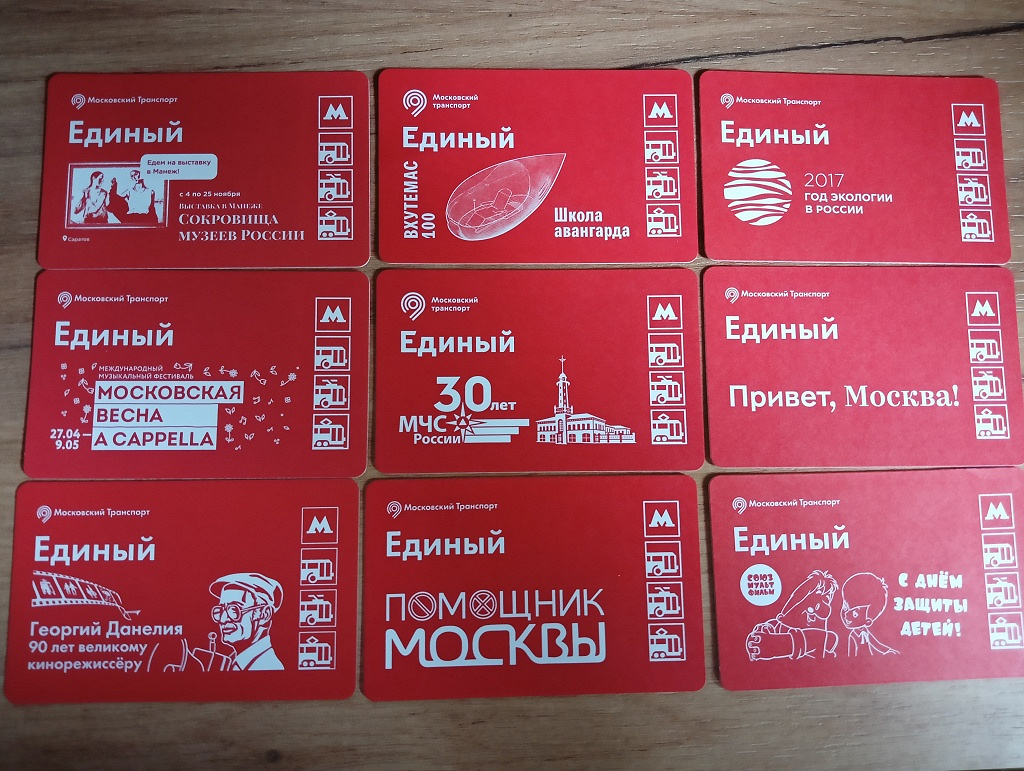 Московский Транспорт
Единый
Едем на выставку
в Манеж!
с 4 по 25 ноября
Выставка в Манеже
Сокровища
музеев России
Саратов
М
Московский
транспорт
Единый
ВХУТЕМАС
100
Школа
авангарда
М
Московский Транспорт
Единый
2017
ГОД ЭКОЛОГИИ
В РОССИИ
М
Московский Транспорт
Единый
МЕЖДУНАРОДНЫЙ
МУЗЫКАЛЬНЫЙ ФЕСТИВАЛЬ
МОСКОВСКАЯ
ВЕСНА
A CAPPELLA
27.04 –
9.05
М
Московский
транспорт
Единый
30 лет
МЧС
России
М
Московский Транспорт
Единый
Привет, Москва!
М
Московский Транспорт
Единый
Георгий Данелия
90 лет великому
кинорежиссёру
М
Московский Транспорт
Единый
ПОМОЩНИК
МОСКВЫ
М
Московский Транспорт
Единый
СОЮЗ
МУЛЬТ
ФИЛЬМ
С ДНЁМ
ЗАЩИТЫ
ДЕТЕЙ!
М